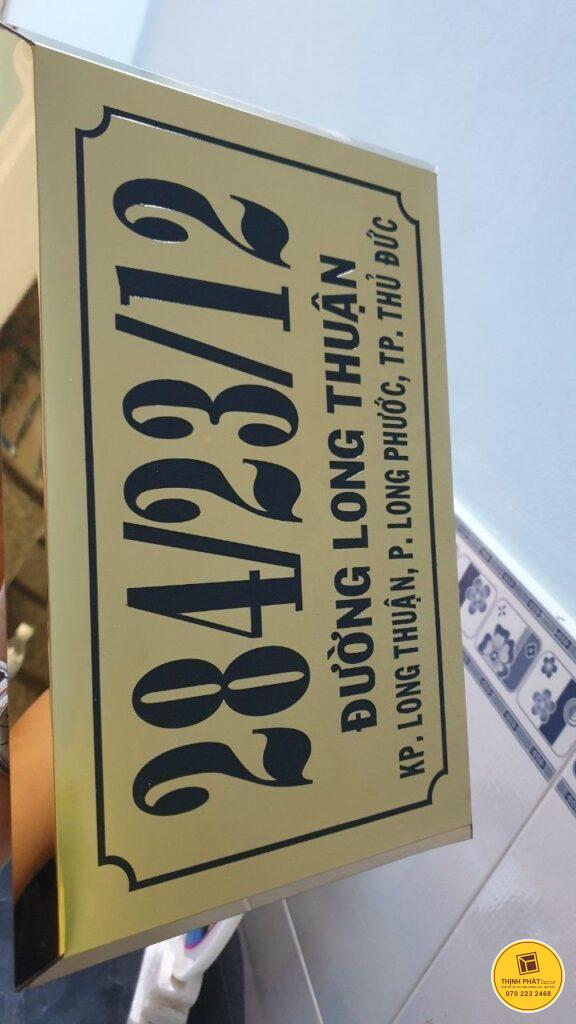 284/23/12
ĐƯỜNG LONG THUẬN
KP. LONG THUẬN, P. LONG PHƯỚC, TP. THỦ ĐỨC
THỊNH PHÁT Decor
070 223 2468